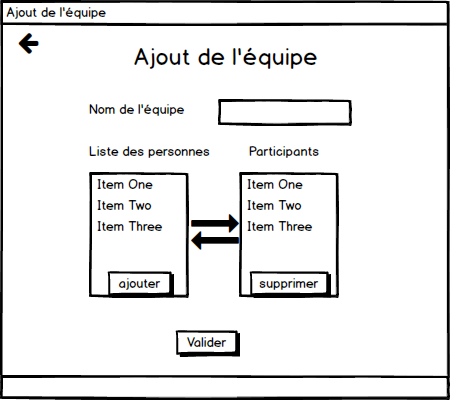 Ajout de l'équipe
Ajout de l'équipe
Nom de l'équipe
Liste des personnes Participants
Item One Item One
Item Two Item Two
Item Three Item Three
ajouter supprimer
Valider